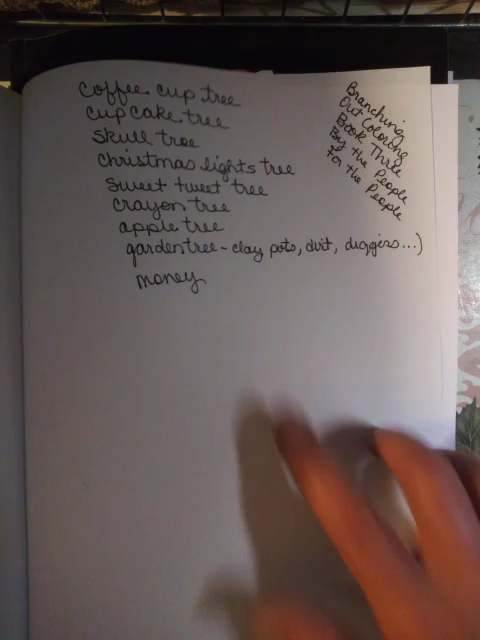 coffee cup tree
cupcake tree
skull tree
christmas lights tree
sweet tweet tree
crayon tree
apple tree
garden tree - clay pots, dirt, diggers...)
money
Branching
Out Coloring
Book Three
By the People
For the People